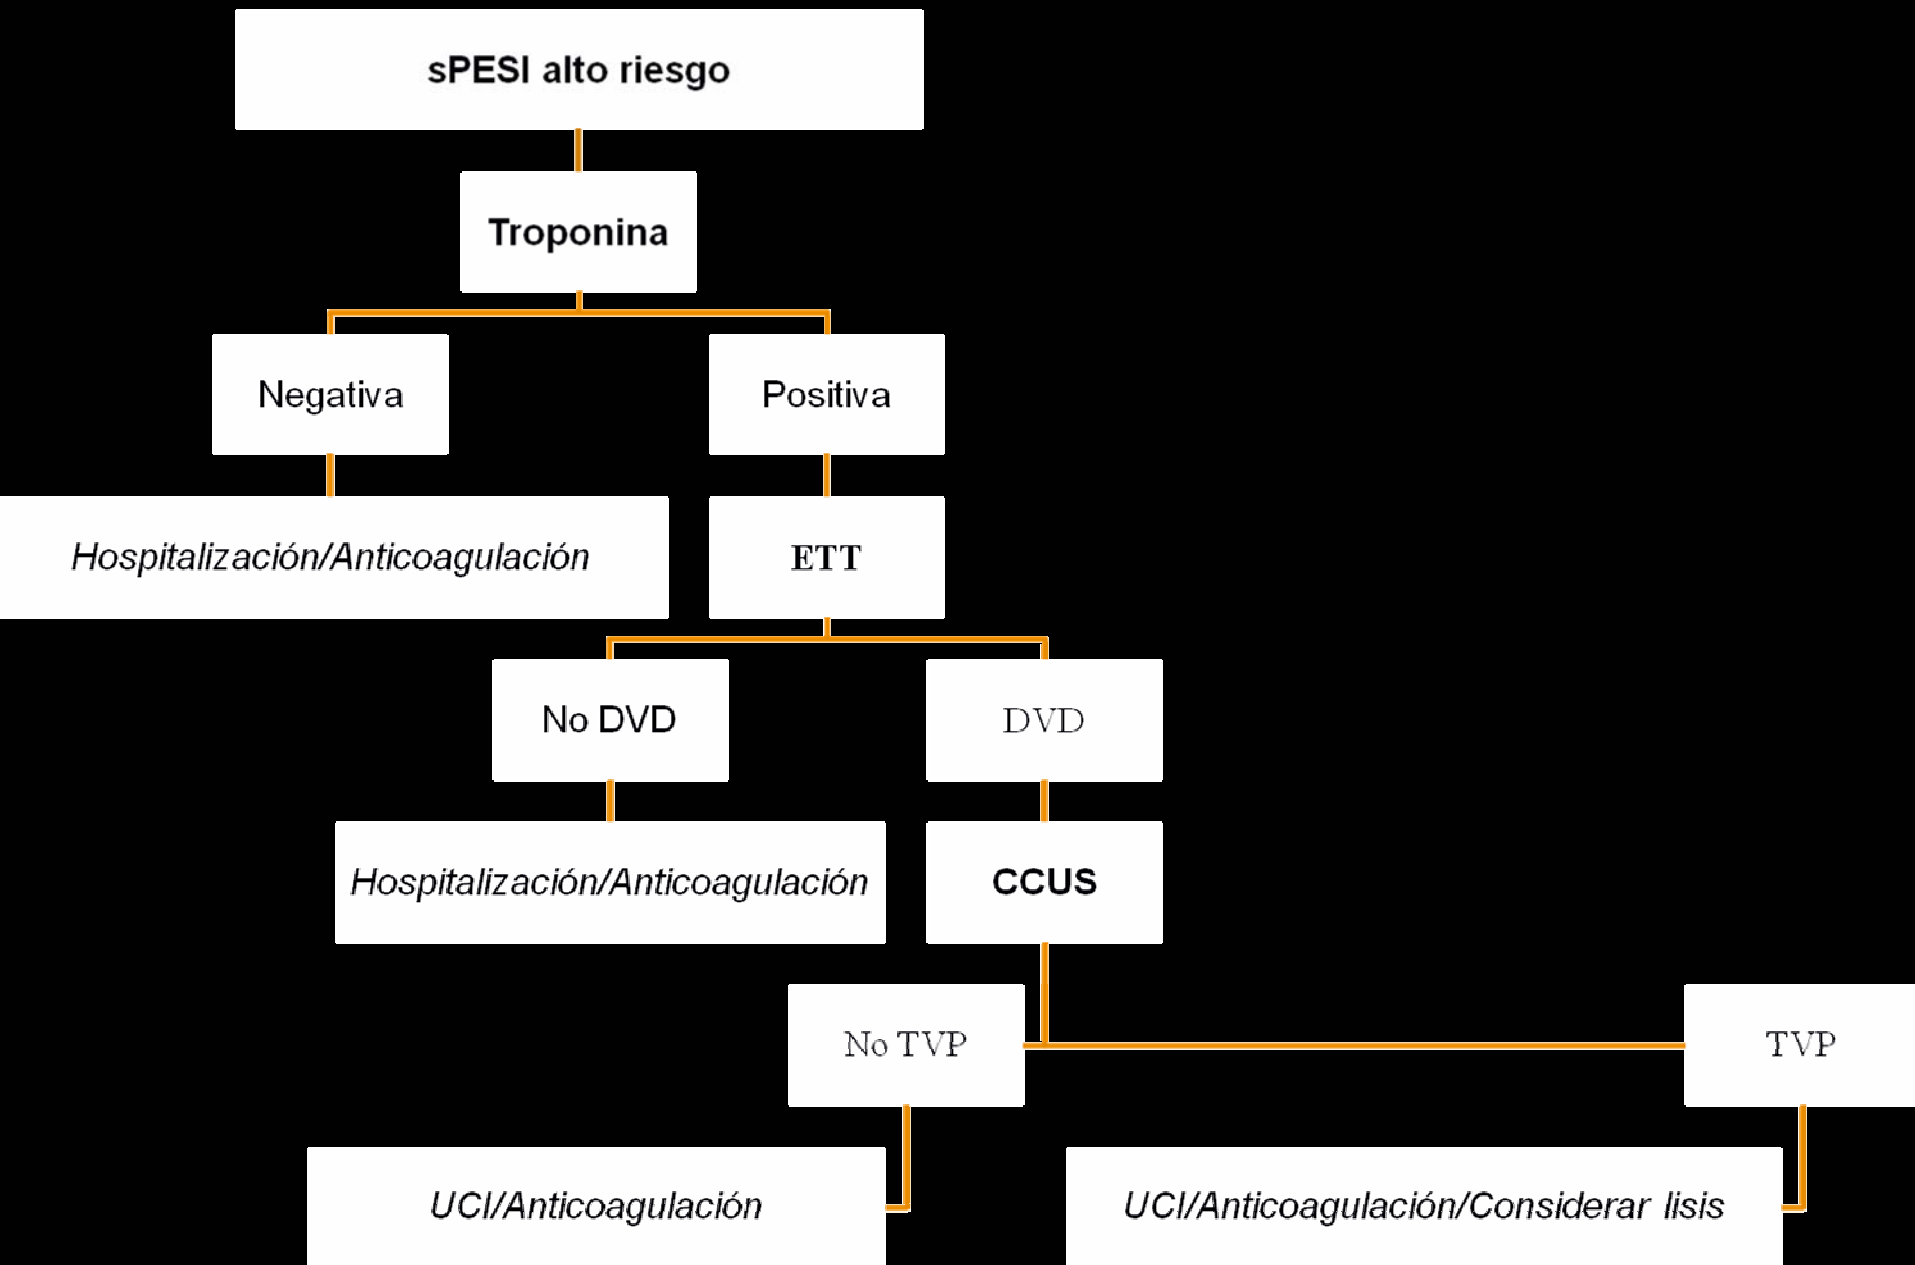 sPESI alto riesgo
Troponina
Negativa
Positiva
Hospitalización/Anticoagulación
ETT
No DVD
DVD
Hospitalización/Anticoagulación
CCUS
No TVP
TVP
UCI/Anticoagulación
UCI/Anticoagulación/Considerar lisis